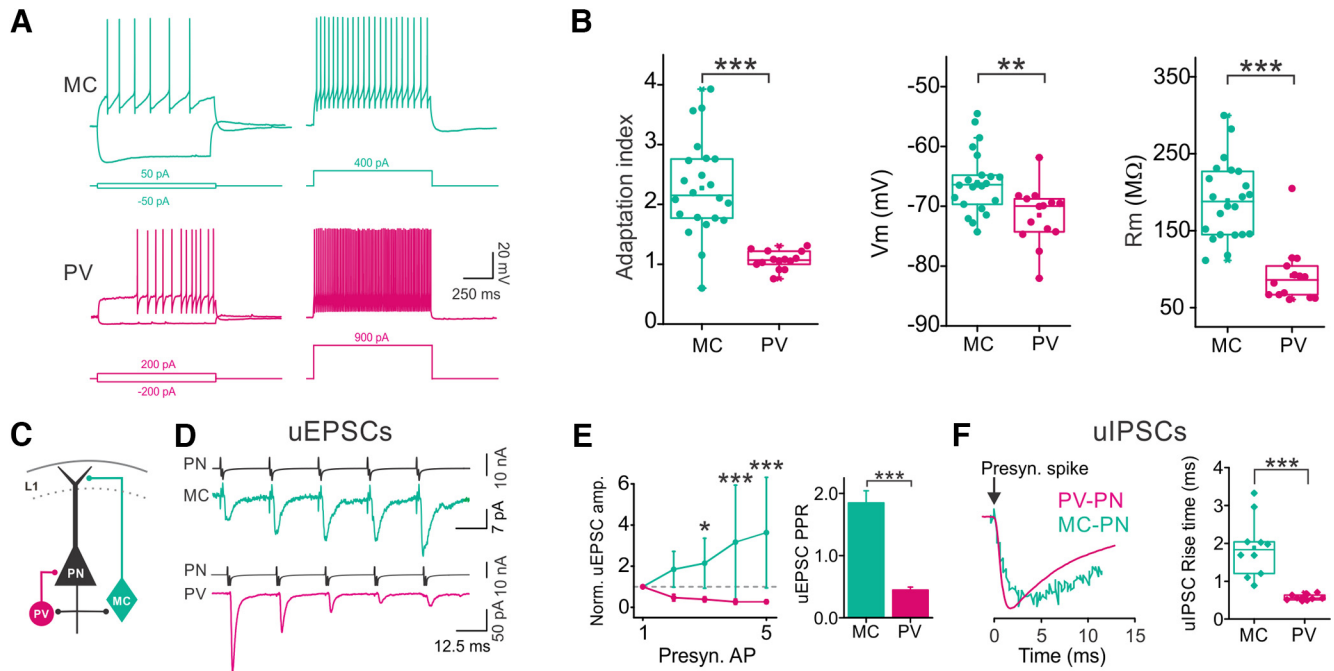 A
MC
50 pA
-50 pA
400 pA
PV
200 pA
-200 pA
900 pA
20 mV
250 ms
B
Adaptation index
4
3
2
1
0
***
MC PV
Vm (mV)
-50
-60
-70
-80
-90
**
MC PV
Rm (MΩ)
350
250
150
50
***
MC PV
C
L1
PN
PV
MC
D
uEPSCs
PN
10 nA
MC
7 pA
PN
10 nA
PV
50 pA
12.5 ms
E
Norm. uEPSC amp.
6
4
2
0
*
***
***
1 5
Presyn. AP
uEPSC PPR
2.0
1.0
0.0
***
MC PV
F
uIPSCs
Presyn. spike
PV-PN
MC-PN
0 5 10 15
Time (ms)
uIPSC Rise time (ms)
4
3
2
1
0
***
MC PV